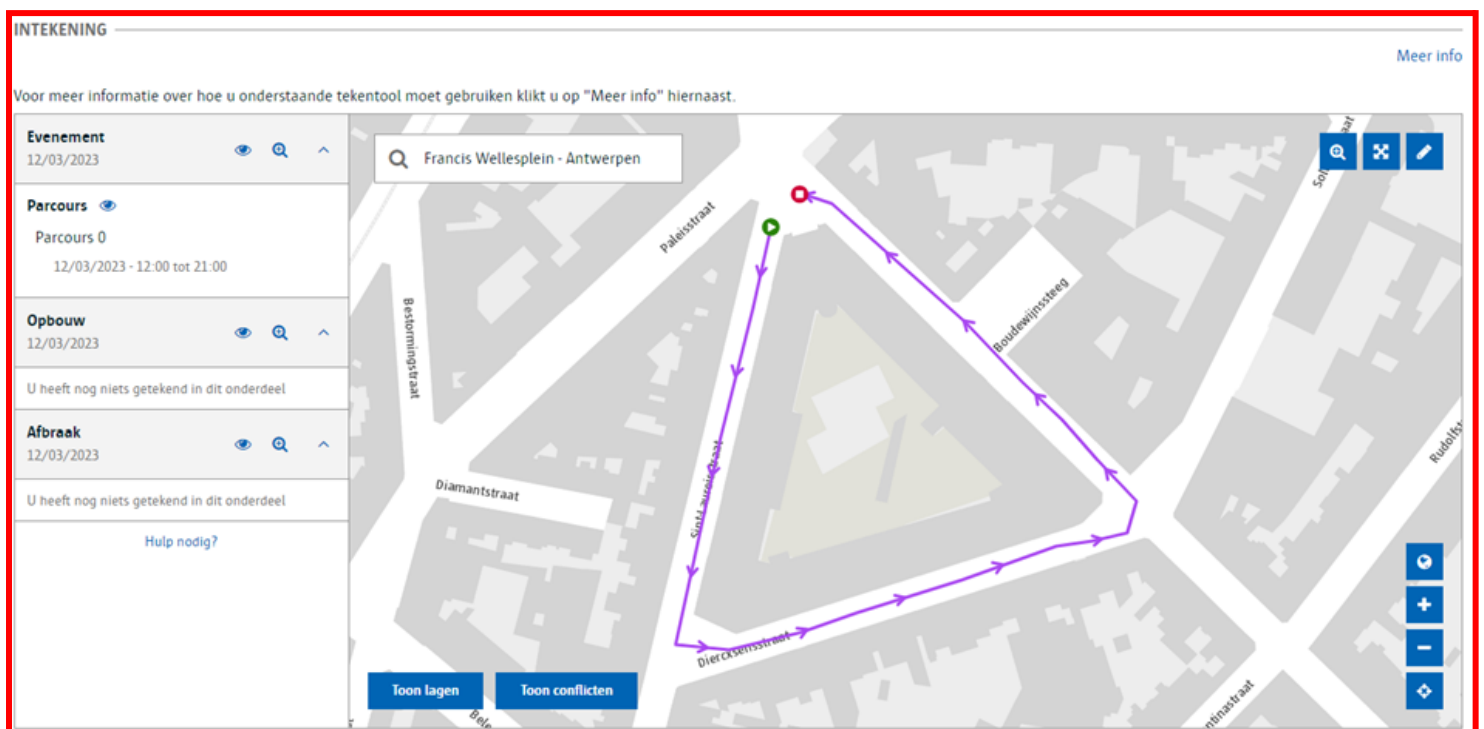 INTEKENING
Meer info
Voor meer informatie over hoe u onderstaande tekentool moet gebruiken klikt u op "Meer info" hiernaast.
Evenement
12/03/2023
Parcours
Parcours 0
12/03/2023 - 12:00 tot 21:00
Opbouw
12/03/2023
U heeft nog niets getekend in dit onderdeel
Afbraak
12/03/2023
U heeft nog niets getekend in dit onderdeel
Hulp nodig?
Francis Wellesplein - Antwerpen
Paleisstraat
Bestormingstraat
Boudewijnssteeg
Diamantstraat
Diercxsensstraat
Toon lagen
Toon conflicten